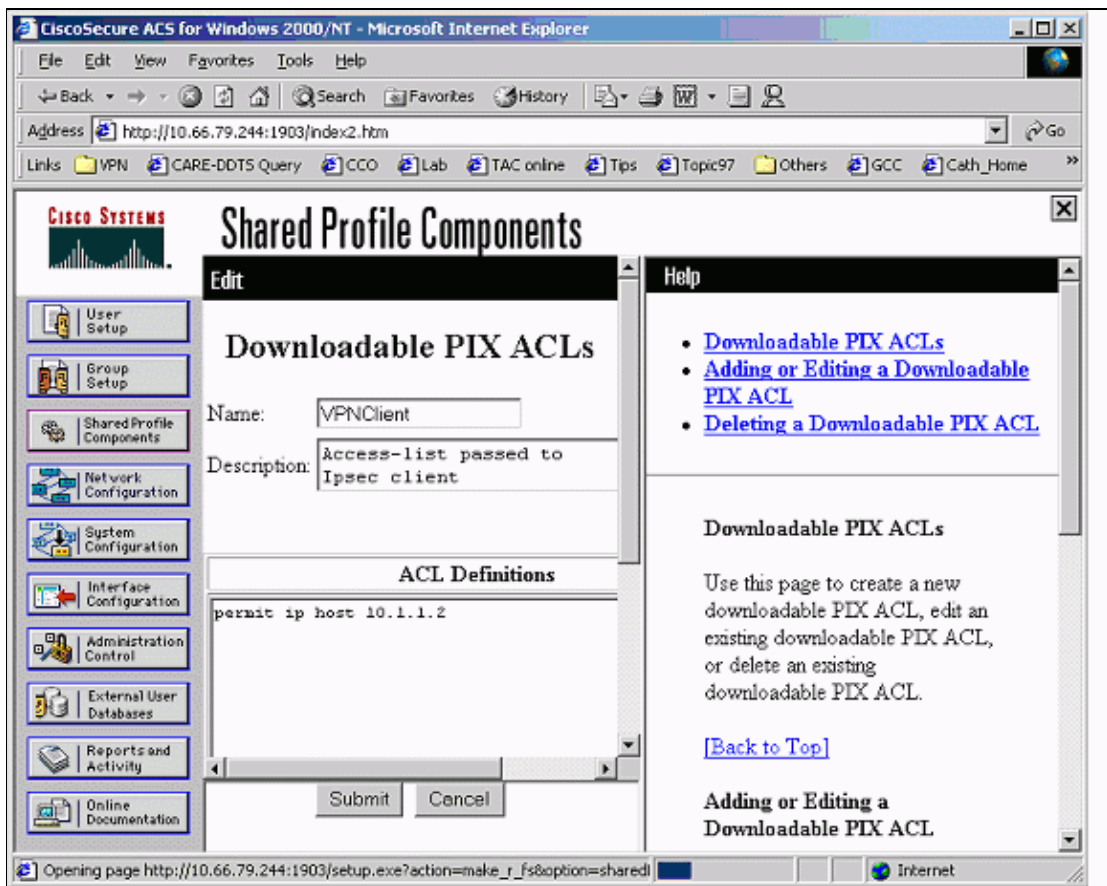 CiscoSecure ACS for Windows 2000/NT - Microsoft Internet Explorer
File Edit View Favorites Tools Help
Back Search Favorites History
Address http://10.66.79.244:1903/index2.htm Go
Links VPN CARE-DDTS Query CCO Lab TAC online Tips Topic97 Others GCC Cath_Home »
CISCO SYSTEMS
Shared Profile Components
User Setup
Group Setup
Shared Profile Components
Network Configuration
System Configuration
Interface Configuration
Administration Control
External User Databases
Reports and Activity
Online Documentation
Edit
Downloadable PIX ACLs
Name: VPNClient
Description: Access-list passed to
Ipsec client
ACL Definitions
permit ip host 10.1.1.2
Submit Cancel
Help
Downloadable PIX ACLs
Adding or Editing a Downloadable
PIX ACL
Deleting a Downloadable PIX ACL
Downloadable PIX ACLs
Use this page to create a new
downloadable PIX ACL, edit an
existing downloadable PIX ACL,
or delete an existing
downloadable PIX ACL.
[Back to Top]
Adding or Editing a
Downloadable PIX ACL
Opening page http://10.66.79.244:1903/setup.exe?action=make_r_fs&option=sharedl Internet